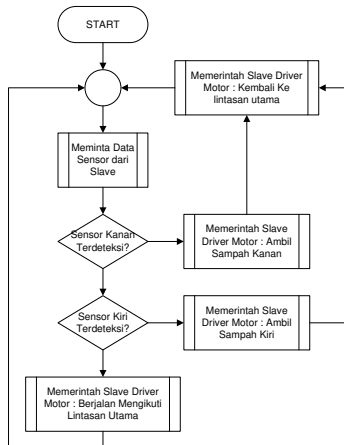 START
Memerintah Slave Driver
Motor : Kembali Ke
lintasan utama
Meminta Data
Sensor dari
Slave
Sensor Kanan
Terdeteksi?
Memerintah Slave
Driver Motor : Ambil
Sampah Kanan
Sensor Kiri
Terdeteksi?
Memerintah Slave
Driver Motor : Ambil
Sampah Kiri
Memerintah Slave Driver
Motor : Berjalan Mengikuti
Lintasan Utama